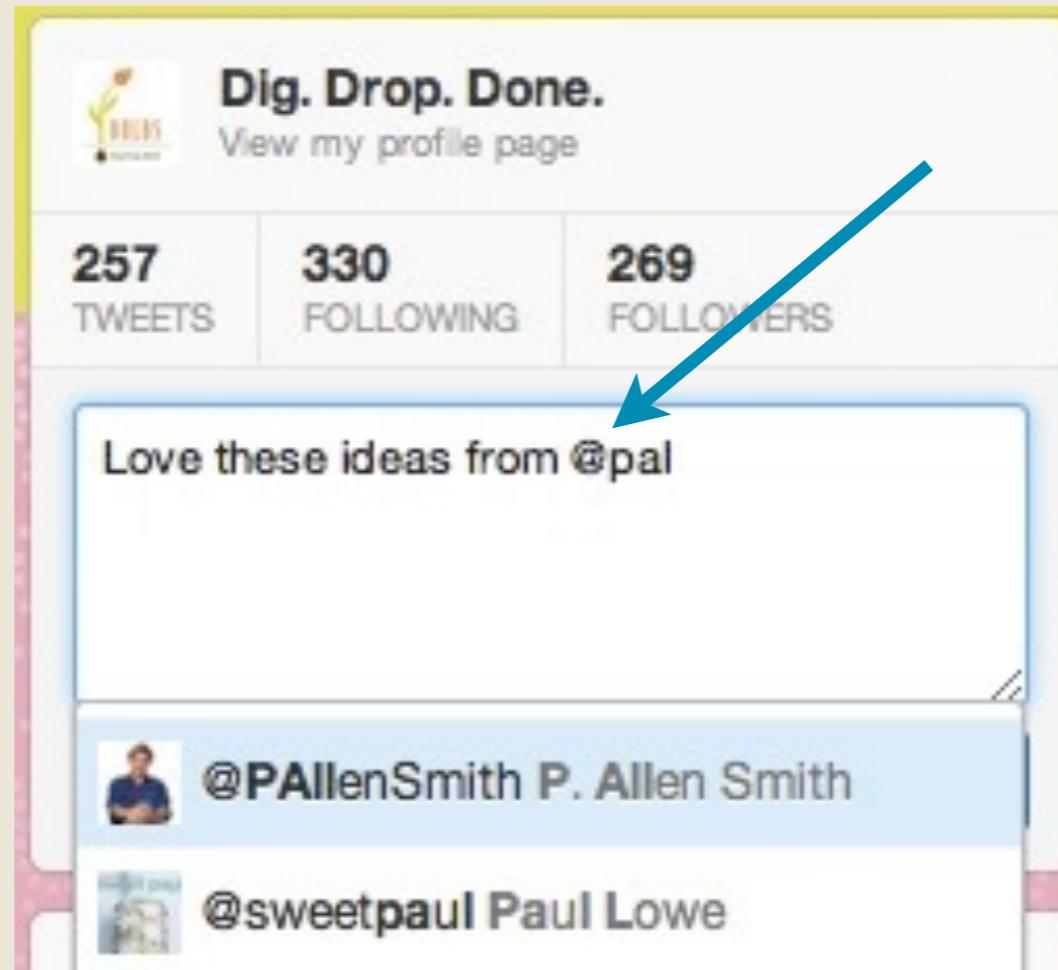 Dig. Drop. Done.
View my profile page
257 330 269
TWEETS FOLLOWING FOLLOWERS
Love these ideas from @pal
@PAllenSmith P. Allen Smith
@sweetpaul Paul Lowe